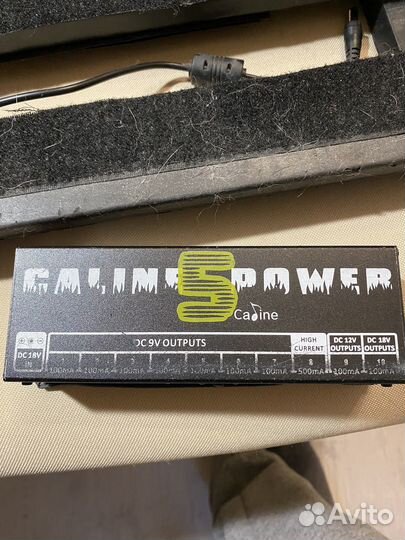 CALINE 5 POWER
Caline
DC 9V OUTPUTS
HIGH CURRENT
DC 12V OUTPUTS
DC 18V OUTPUTS
DC 18V IN
1 2 3 4 5 6 7 8 9 10
100mA 100mA 100mA 100mA 100mA 100mA 100mA 500mA 100mA 100mA
Avito